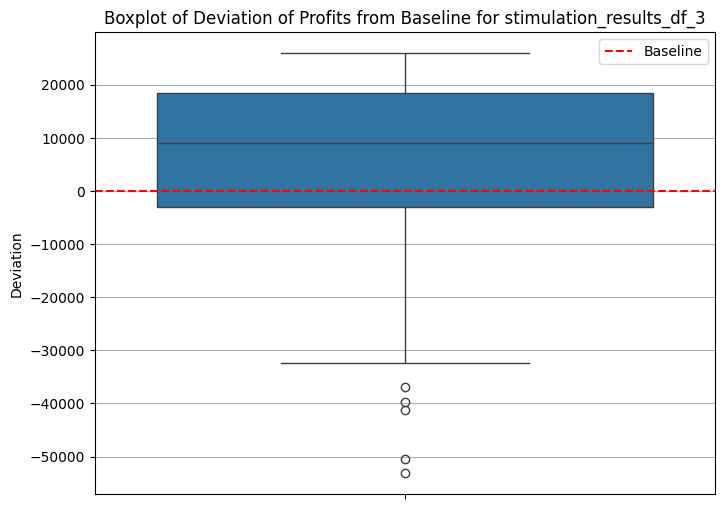 Boxplot of Deviation of Profits from Baseline for stimulation_results_df_3
Baseline
20000
10000
0
−10000
−20000
−30000
−40000
−50000
Deviation